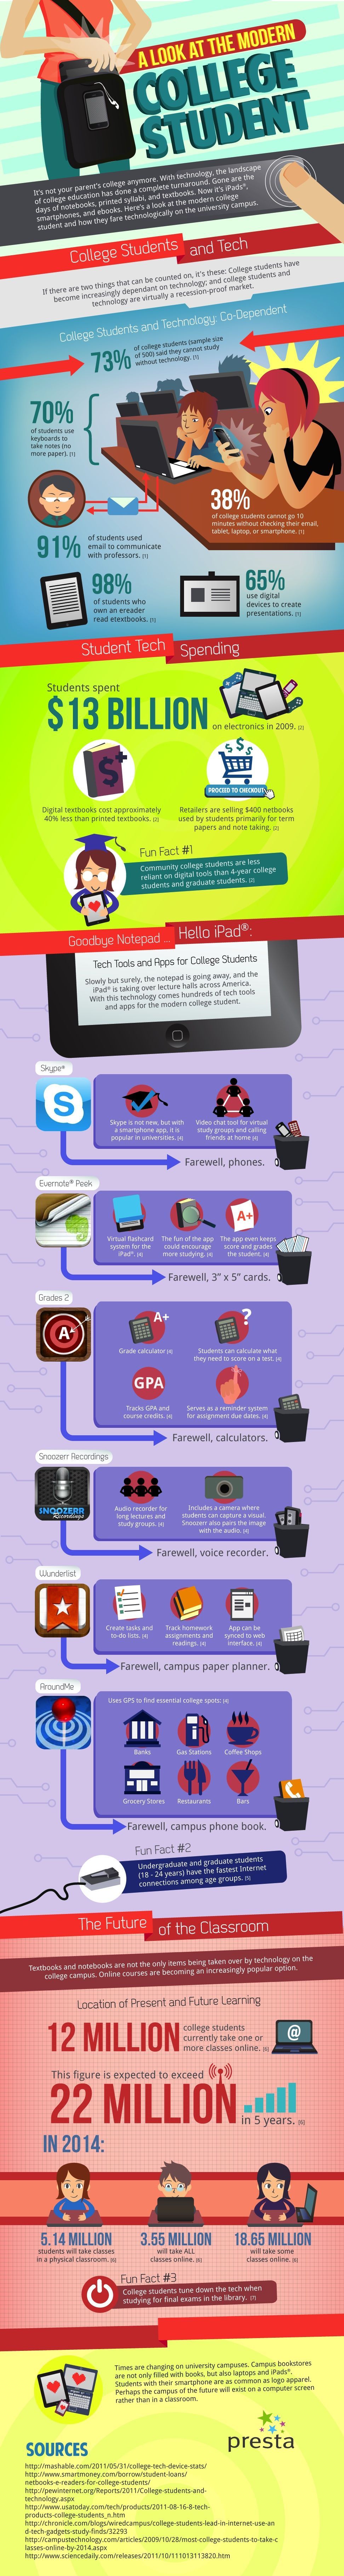 A LOOK AT THE MODERN
COLLEGE
STUDENT
It's not your parent's college anymore. With technology, the landscape
of college education has done a complete turnaround. Gone are the
days of notebooks, printed syllabi, and textbooks. Now it's iPads®,
smartphones, and ebooks. Here's a look at the modern college
student and how they fare technologically on the university campus.
College Students and Tech
If there are two things that can be counted on, it's these: College students have
become increasingly dependant on technology; and college students and
technology are virtually a recession-proof market.
College Students and Technology: Co-Dependent
73%
of college students (sample size
of 500) said they cannot study
without technology. [1]
70%
of students use
keyboards to
take notes (no
more paper). [1]
38%
of college students cannot go 10
minutes without checking their email,
tablet, laptop, or smartphone. [1]
91%
of students used
email to communicate
with professors. [1]
98%
of students who
own an ereader
read etextbooks. [1]
65%
use digital
devices to create
presentations. [1]
Student Tech Spending
Students spent
$13 BILLION
on electronics in 2009. [2]
$
$ $ $
PROCEED TO CHECKOUT
Digital textbooks cost approximately
40% less than printed textbooks. [2]
Retailers are selling $400 netbooks
used by students primarily for term
papers and note taking. [2]
Fun Fact #1
Community college students are less
reliant on digital tools than 4-year college
students and graduate students. [2]
Goodbye Notepad ... Hello iPad®:
Tech Tools and Apps for College Students
Slowly but surely, the notepad is going away, and the
iPad® is taking over lecture halls across America.
With this technology comes hundreds of tech tools
and apps for the modern college student.
Skype®
S
Skype is not new, but with
a smartphone app, it is
popular in universities. [4]
Video chat tool for virtual
study groups and calling
friends at home [4]
Farewell, phones.
Evernote® Peek
A+
Virtual flashcard
system for the
iPad®. [4]
The fun of the app
could encourage
more studying. [4]
The app even keeps
score and grades
the student. [4]
Farewell, 3" x 5" cards.
Grades 2
A+
A+
?
Grade calculator [4]
Students can calculate what
they need to score on a test. [4]
GPA
Tracks GPA and
course credits. [4]
Serves as a reminder system
for assignment due dates. [4]
Farewell, calculators.
Snoozerr Recordings
SNOOZERR
Recordings
Audio recorder for
long lectures and
study groups. [4]
Includes a camera where
students can capture a visual.
Snoozerr also pairs the image
with the audio. [4]
Farewell, voice recorder.
Wunderlist
Create tasks and
to-do lists. [4]
Track homework
assignments and
readings. [4]
App can be
synced to web
interface. [4]
Farewell, campus paper planner.
AroundMe
Uses GPS to find essential college spots: [4]
Banks
Gas Stations
Coffee Shops
Grocery Stores
Restaurants
Bars
Farewell, campus phone book.
Fun Fact #2
Undergraduate and graduate students
(18 - 24 years) have the fastest Internet
connections among age groups. [5]
The Future of the Classroom
Textbooks and notebooks are not the only items being taken over by technology on the
college campus. Online courses are becoming an increasingly popular option.
Location of Present and Future Learning
12 MILLION
college students
currently take one or
more classes online. [6]
@
This figure is expected to exceed
22 MILLION
in 5 years. [6]
IN 2014:
5.14 MILLION
students will take classes
in a physical classroom. [6]
3.55 MILLION
will take ALL
classes online. [6]
18.65 MILLION
will take some
classes online. [6]
Fun Fact #3
College students tune down the tech when
studying for final exams in the library. [7]
Times are changing on university campuses. Campus bookstores
are not only filled with books, but also laptops and iPads®.
Students with their smartphone are as common as logo apparel.
Perhaps the campus of the future will exist on a computer screen
rather than in a classroom.
presta
SOURCES
http://mashable.com/2011/05/31/college-tech-device-stats/
http://www.smartmoney.com/borrow/student-loans/
netbooks-e-readers-for-college-students/
http://pewinternet.org/Reports/2011/College-students-and-
technology.aspx
http://www.usatoday.com/tech/products/2011-08-16-8-tech-
products-college-students_n.htm
http://chronicle.com/blogs/wiredcampus/college-students-lead-in-internet-use-an
d-tech-gadgets-study-finds/32293
http://campustechnology.com/articles/2009/10/28/most-college-students-to-take-c
lasses-online-by-2014.aspx
http://www.sciencedaily.com/releases/2011/10/111013113820.htm